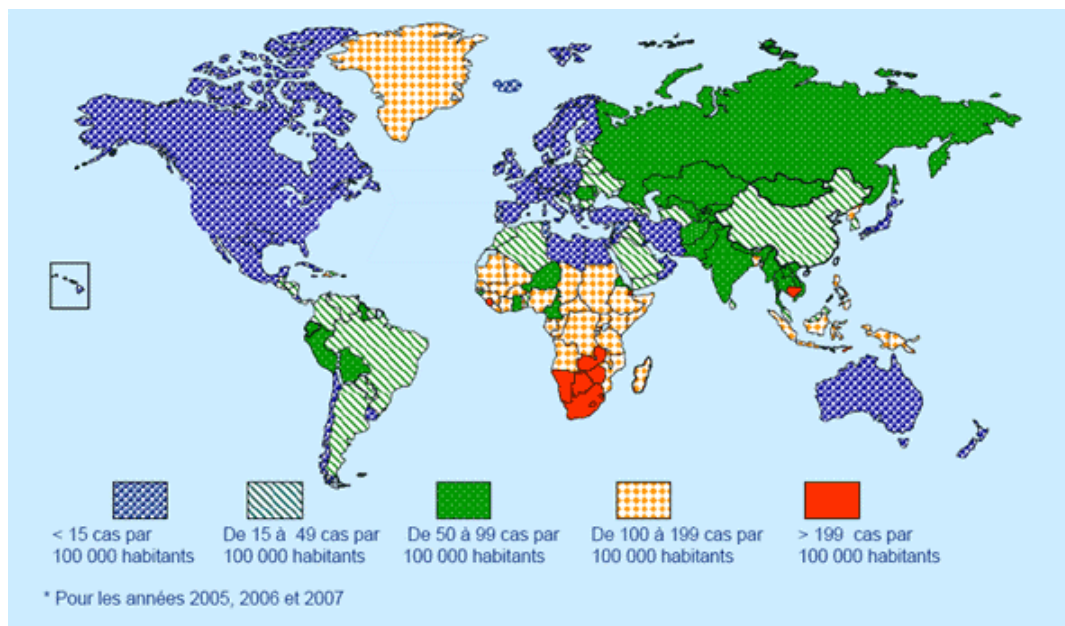 < 15 cas par
100 000 habitants
De 15 à 49 cas par
100 000 habitants
De 50 à 99 cas par
100 000 habitants
De 100 à 199 cas par
100 000 habitants
> 199 cas par
100 000 habitants
* Pour les années 2005, 2006 et 2007